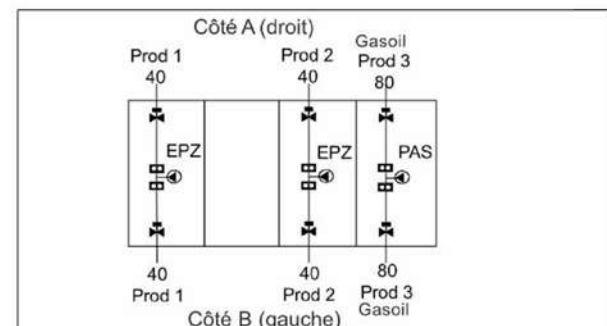 Côté A (droit)
Gasoil
Prod 1 Prod 2 Prod 3
40 40 80
EPZ EPZ PAS
40 40 80
Prod 1 Prod 2 Prod 3
Gasoil
Côté B (gauche)